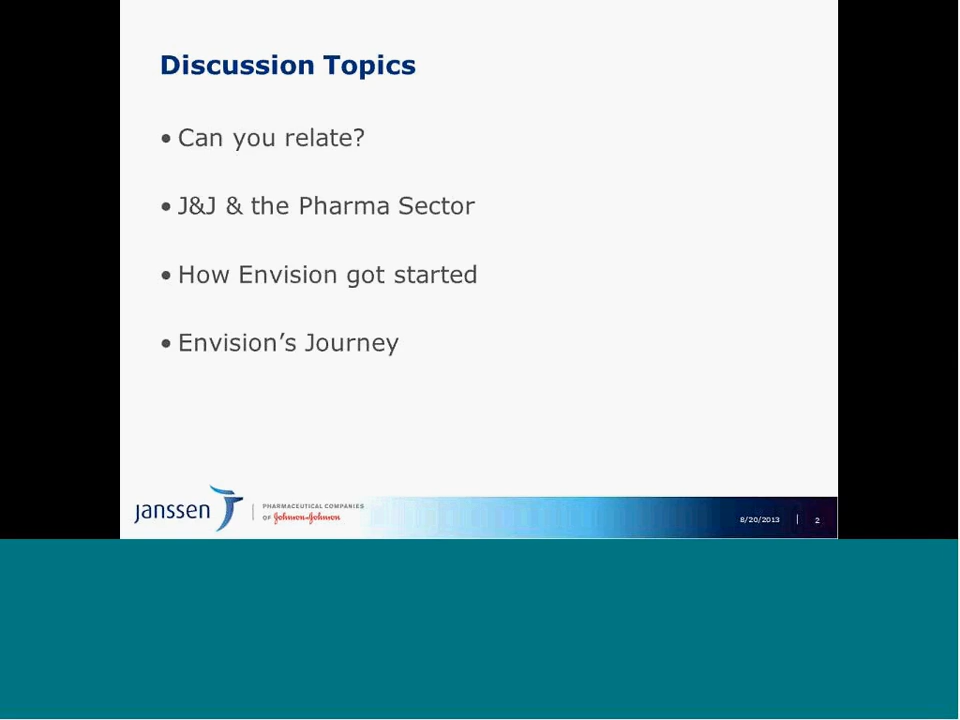 Discussion Topics
• Can you relate?
• J&J & the Pharma Sector
• How Envision got started
• Envision’s Journey
janssen
PHARMACEUTICAL COMPANIES
OF Johnson & Johnson
8/20/2013 | 2